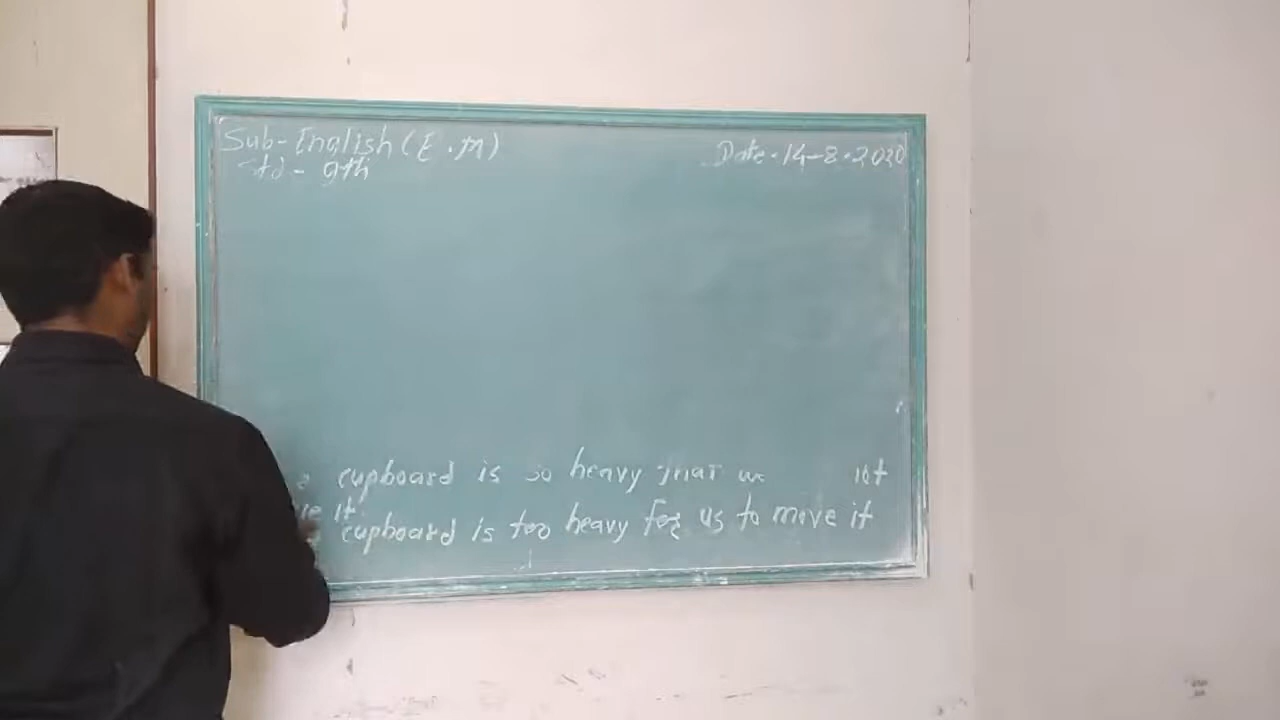 Sub-English (E.M)
Std - 9th
Date-14-8-2020
cupboard is so heavy that we
it.
cupboard is too heavy for us to move it